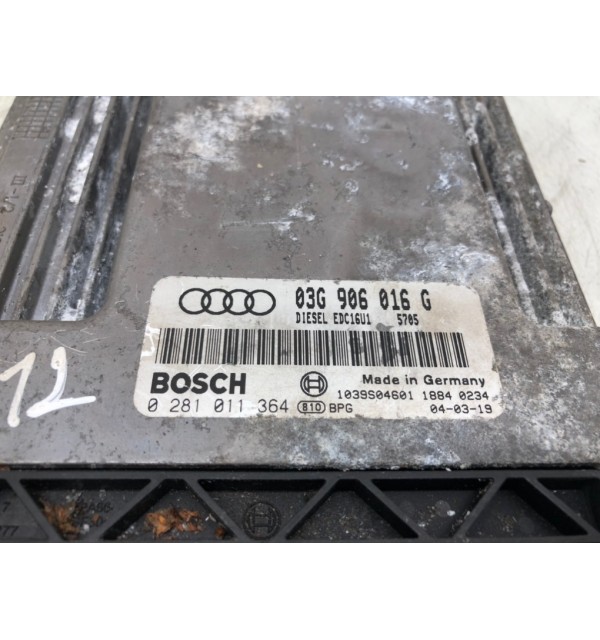 03G 906 016 G
DIESEL EDC16U1 5705
BOSCH
Made in Germany
1039S04601 1884 0234
0 281 011 364 810 BPG 04-03-19
12